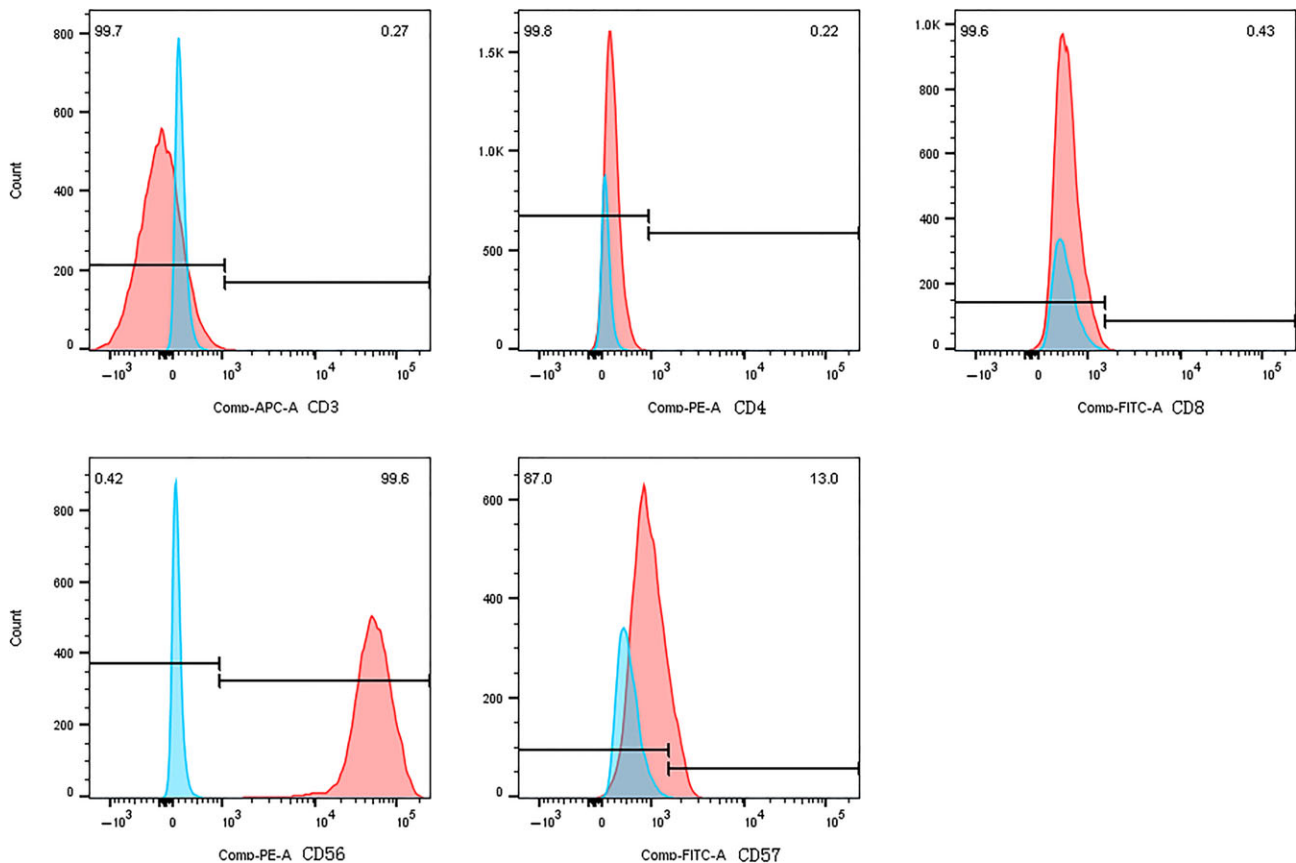 99.7 0.27
800
600
400
200
0
Count
−10³ 0 10³ 10⁴ 10⁵
Comp-APC-A CD3
99.8 0.22
1.5K
1.0K
500
0
−10³ 0 10³ 10⁴ 10⁵
Comp-PE-A CD4
99.6 0.43
1.0K
800
600
400
200
0
−10³ 0 10³ 10⁴ 10⁵
Comp-FITC-A CD8
0.42 99.6
800
600
400
200
0
Count
−10³ 0 10³ 10⁴ 10⁵
Comp-PE-A CD56
87.0 13.0
600
400
200
0
−10³ 0 10³ 10⁴ 10⁵
Comp-FITC-A CD57